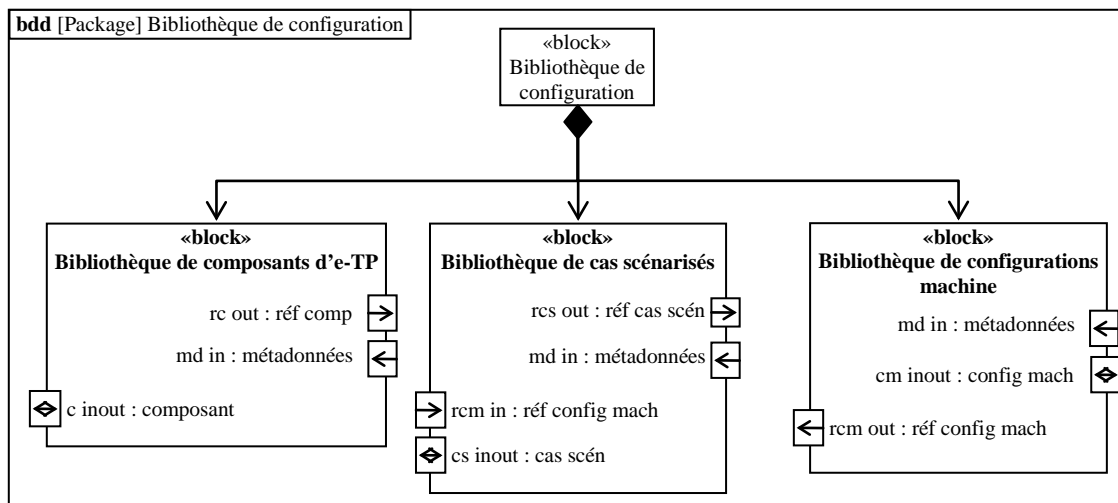 bdd [Package] Bibliothèque de configuration
«block»
Bibliothèque de
configuration
«block»
Bibliothèque de composants d’e-TP
rc out : réf comp
md in : métadonnées
c inout : composant
«block»
Bibliothèque de cas scénarisés
rcs out : réf cas scén
md in : métadonnées
rcm in : réf config mach
cs inout : cas scén
«block»
Bibliothèque de configurations
machine
md in : métadonnées
cm inout : config mach
rcm out : réf config mach